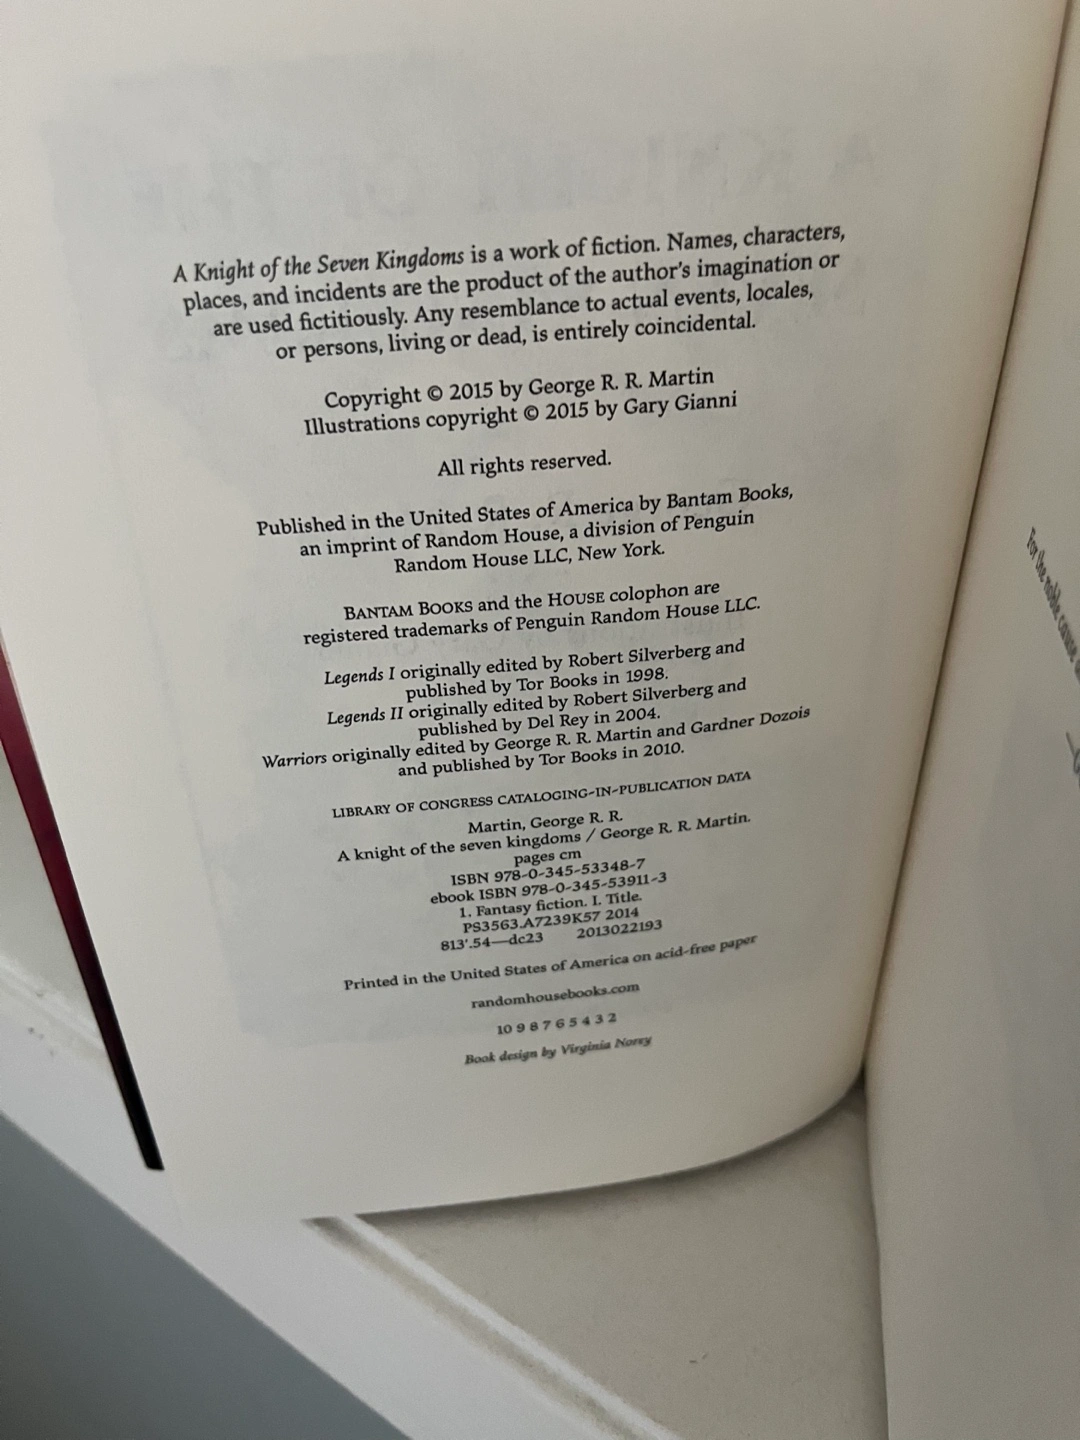 A Knight of the Seven Kingdoms is a work of fiction. Names, characters,
places, and incidents are the product of the author's imagination or
are used fictitiously. Any resemblance to actual events, locales,
or persons, living or dead, is entirely coincidental.
Copyright © 2015 by George R. R. Martin
Illustrations copyright © 2015 by Gary Gianni
All rights reserved.
Published in the United States of America by Bantam Books,
an imprint of Random House, a division of Penguin
Random House LLC, New York.
BANTAM BOOKS and the HOUSE colophon are
registered trademarks of Penguin Random House LLC.
Legends I originally edited by Robert Silverberg and
published by Tor Books in 1998.
Legends II originally edited by Robert Silverberg and
published by Del Rey in 2004.
Warriors originally edited by George R. R. Martin and Gardner Dozois
and published by Tor Books in 2010.
LIBRARY OF CONGRESS CATALOGING-IN-PUBLICATION DATA
Martin, George R. R.
A knight of the seven kingdoms / George R. R. Martin.
pages cm
ISBN 978-0-345-53348-7
ebook ISBN 978-0-345-53911-3
1. Fantasy fiction. I. Title.
PS3563.A7239K57 2014
813'.54—dc23 2013022193
Printed in the United States of America on acid-free paper
randomhousebooks.com
10 9 8 7 6 5 4 3 2
Book design by Virginia Norey
For the noble cause